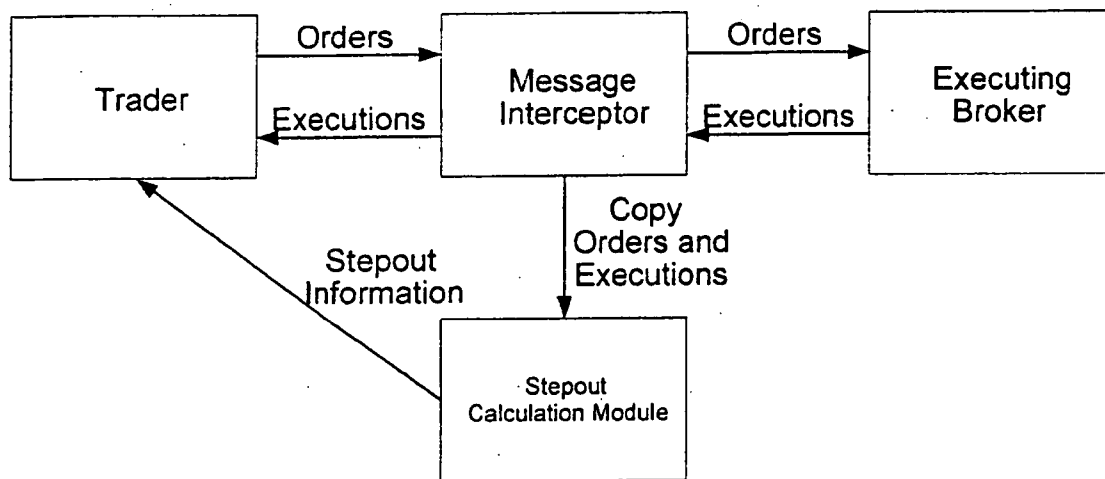 Orders
Orders
Trader
Message
Interceptor
Executing
Broker
Executions
Executions
Copy
Orders and
Executions
Stepout
Information
Stepout
Calculation Module